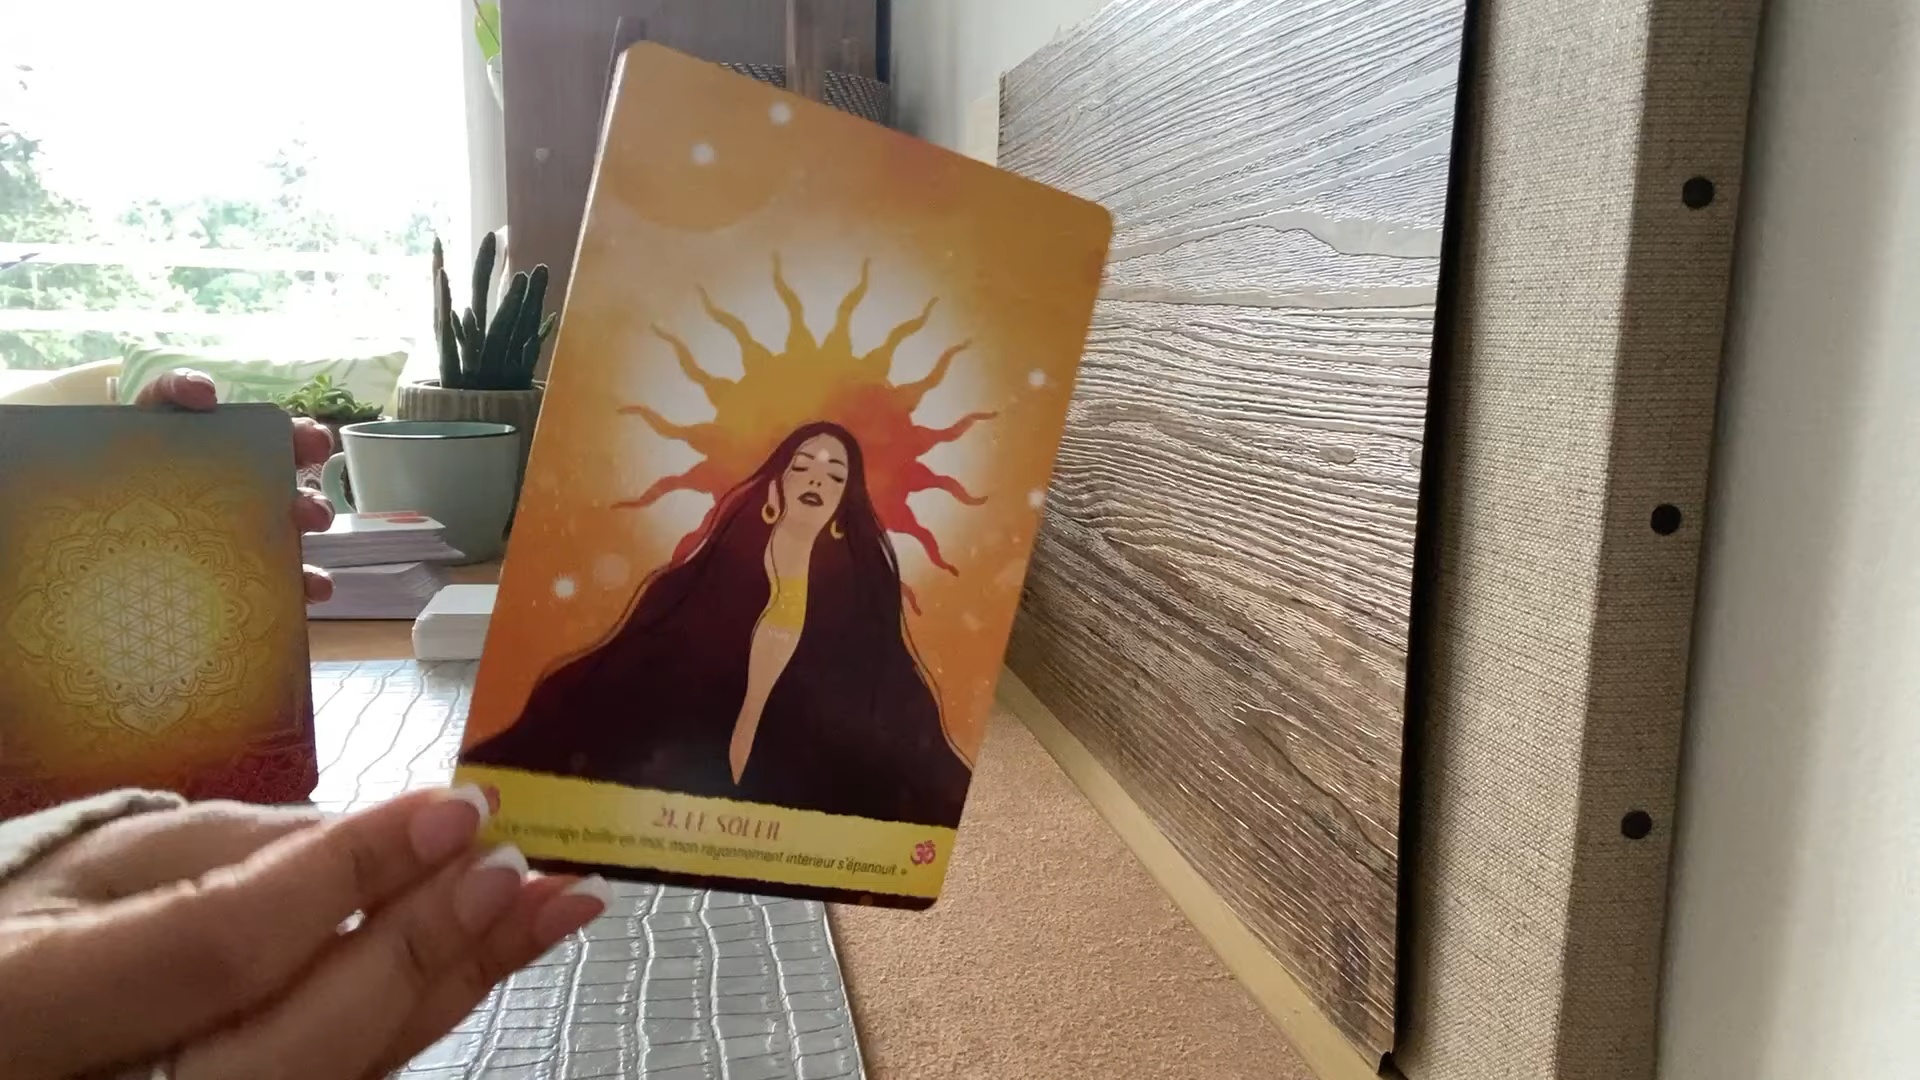 21. LE SOLEIL
« Le courage brille en moi, mon rayonnement intérieur s'épanouit. »